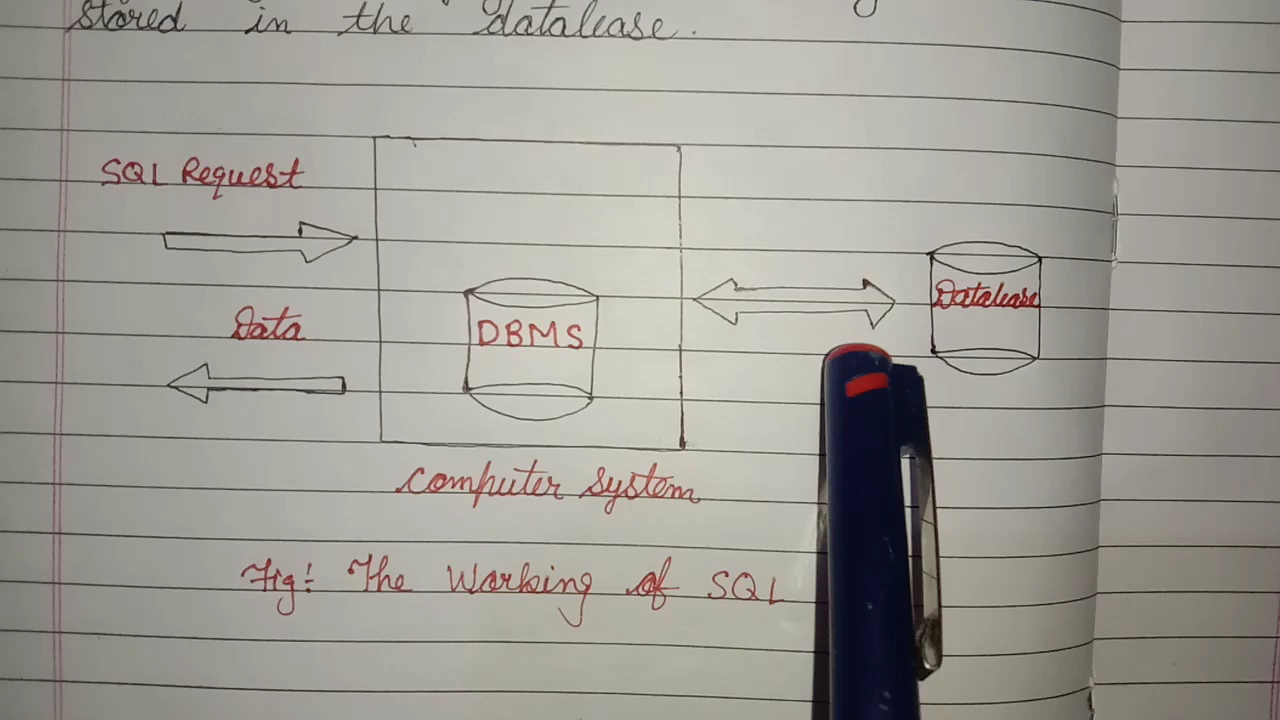 stored in the database.
SQL Request
Data
DBMS
Database
Computer System
Fig: The Working of SQL